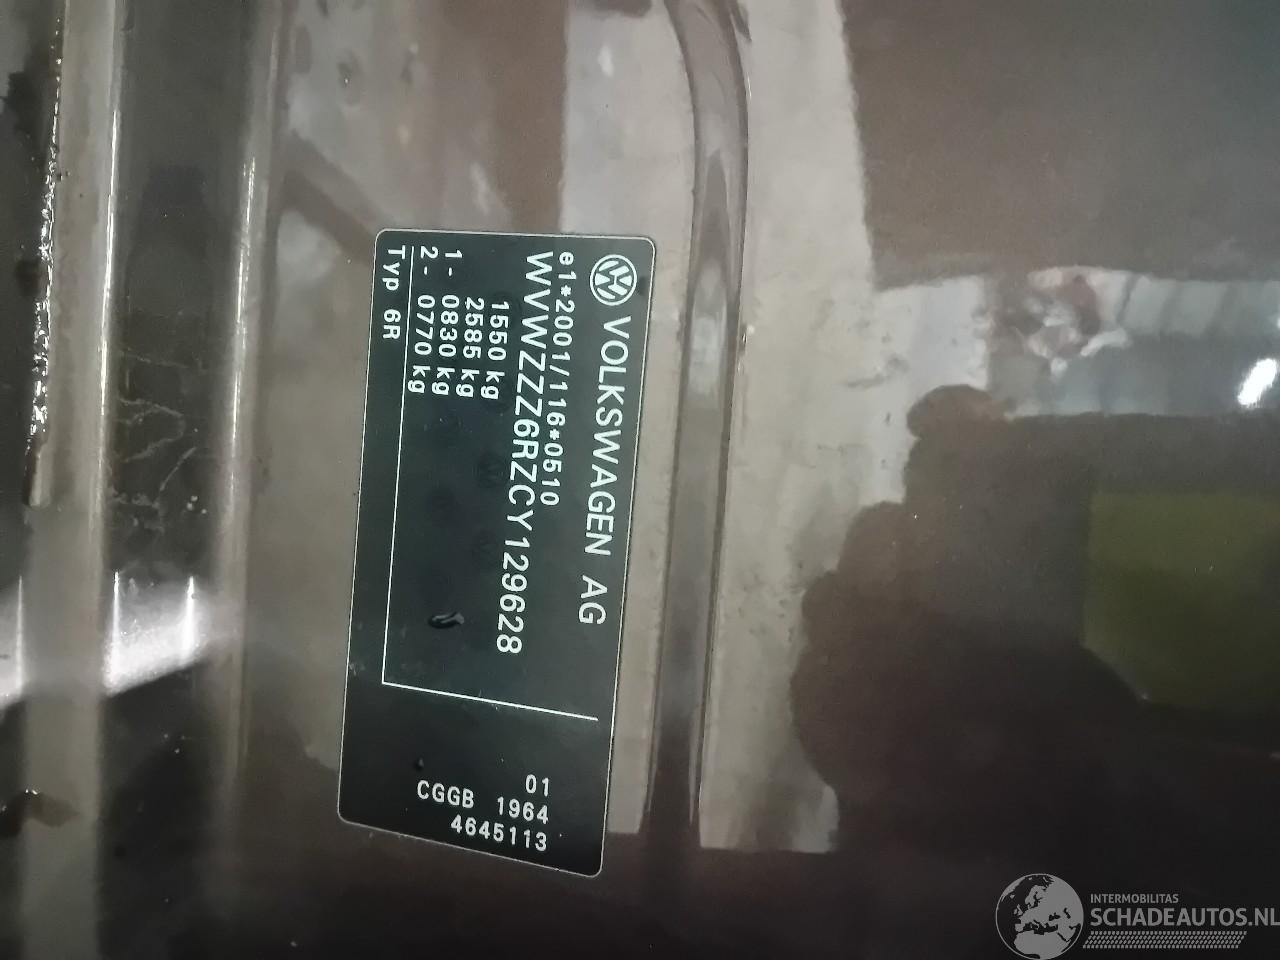 VOLKSWAGEN AG
e1*2001/116*0510
WVWZZZ6RZCY129628
1550 kg
2585 kg
1- 0830 kg
2- 0770 kg
Typ 6R
01
CGGB 1964
4645113
INTERMOBILITAS
SCHADEAUTOS.NL